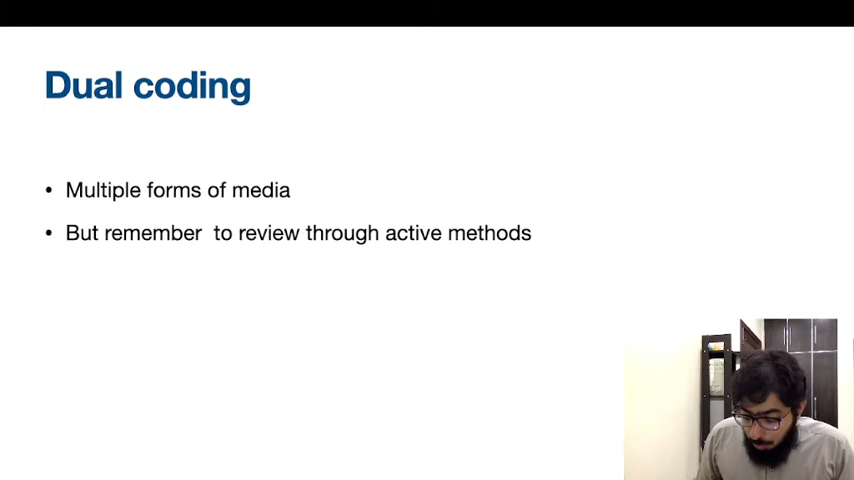 Dual coding
• Multiple forms of media
• But remember  to review through active methods